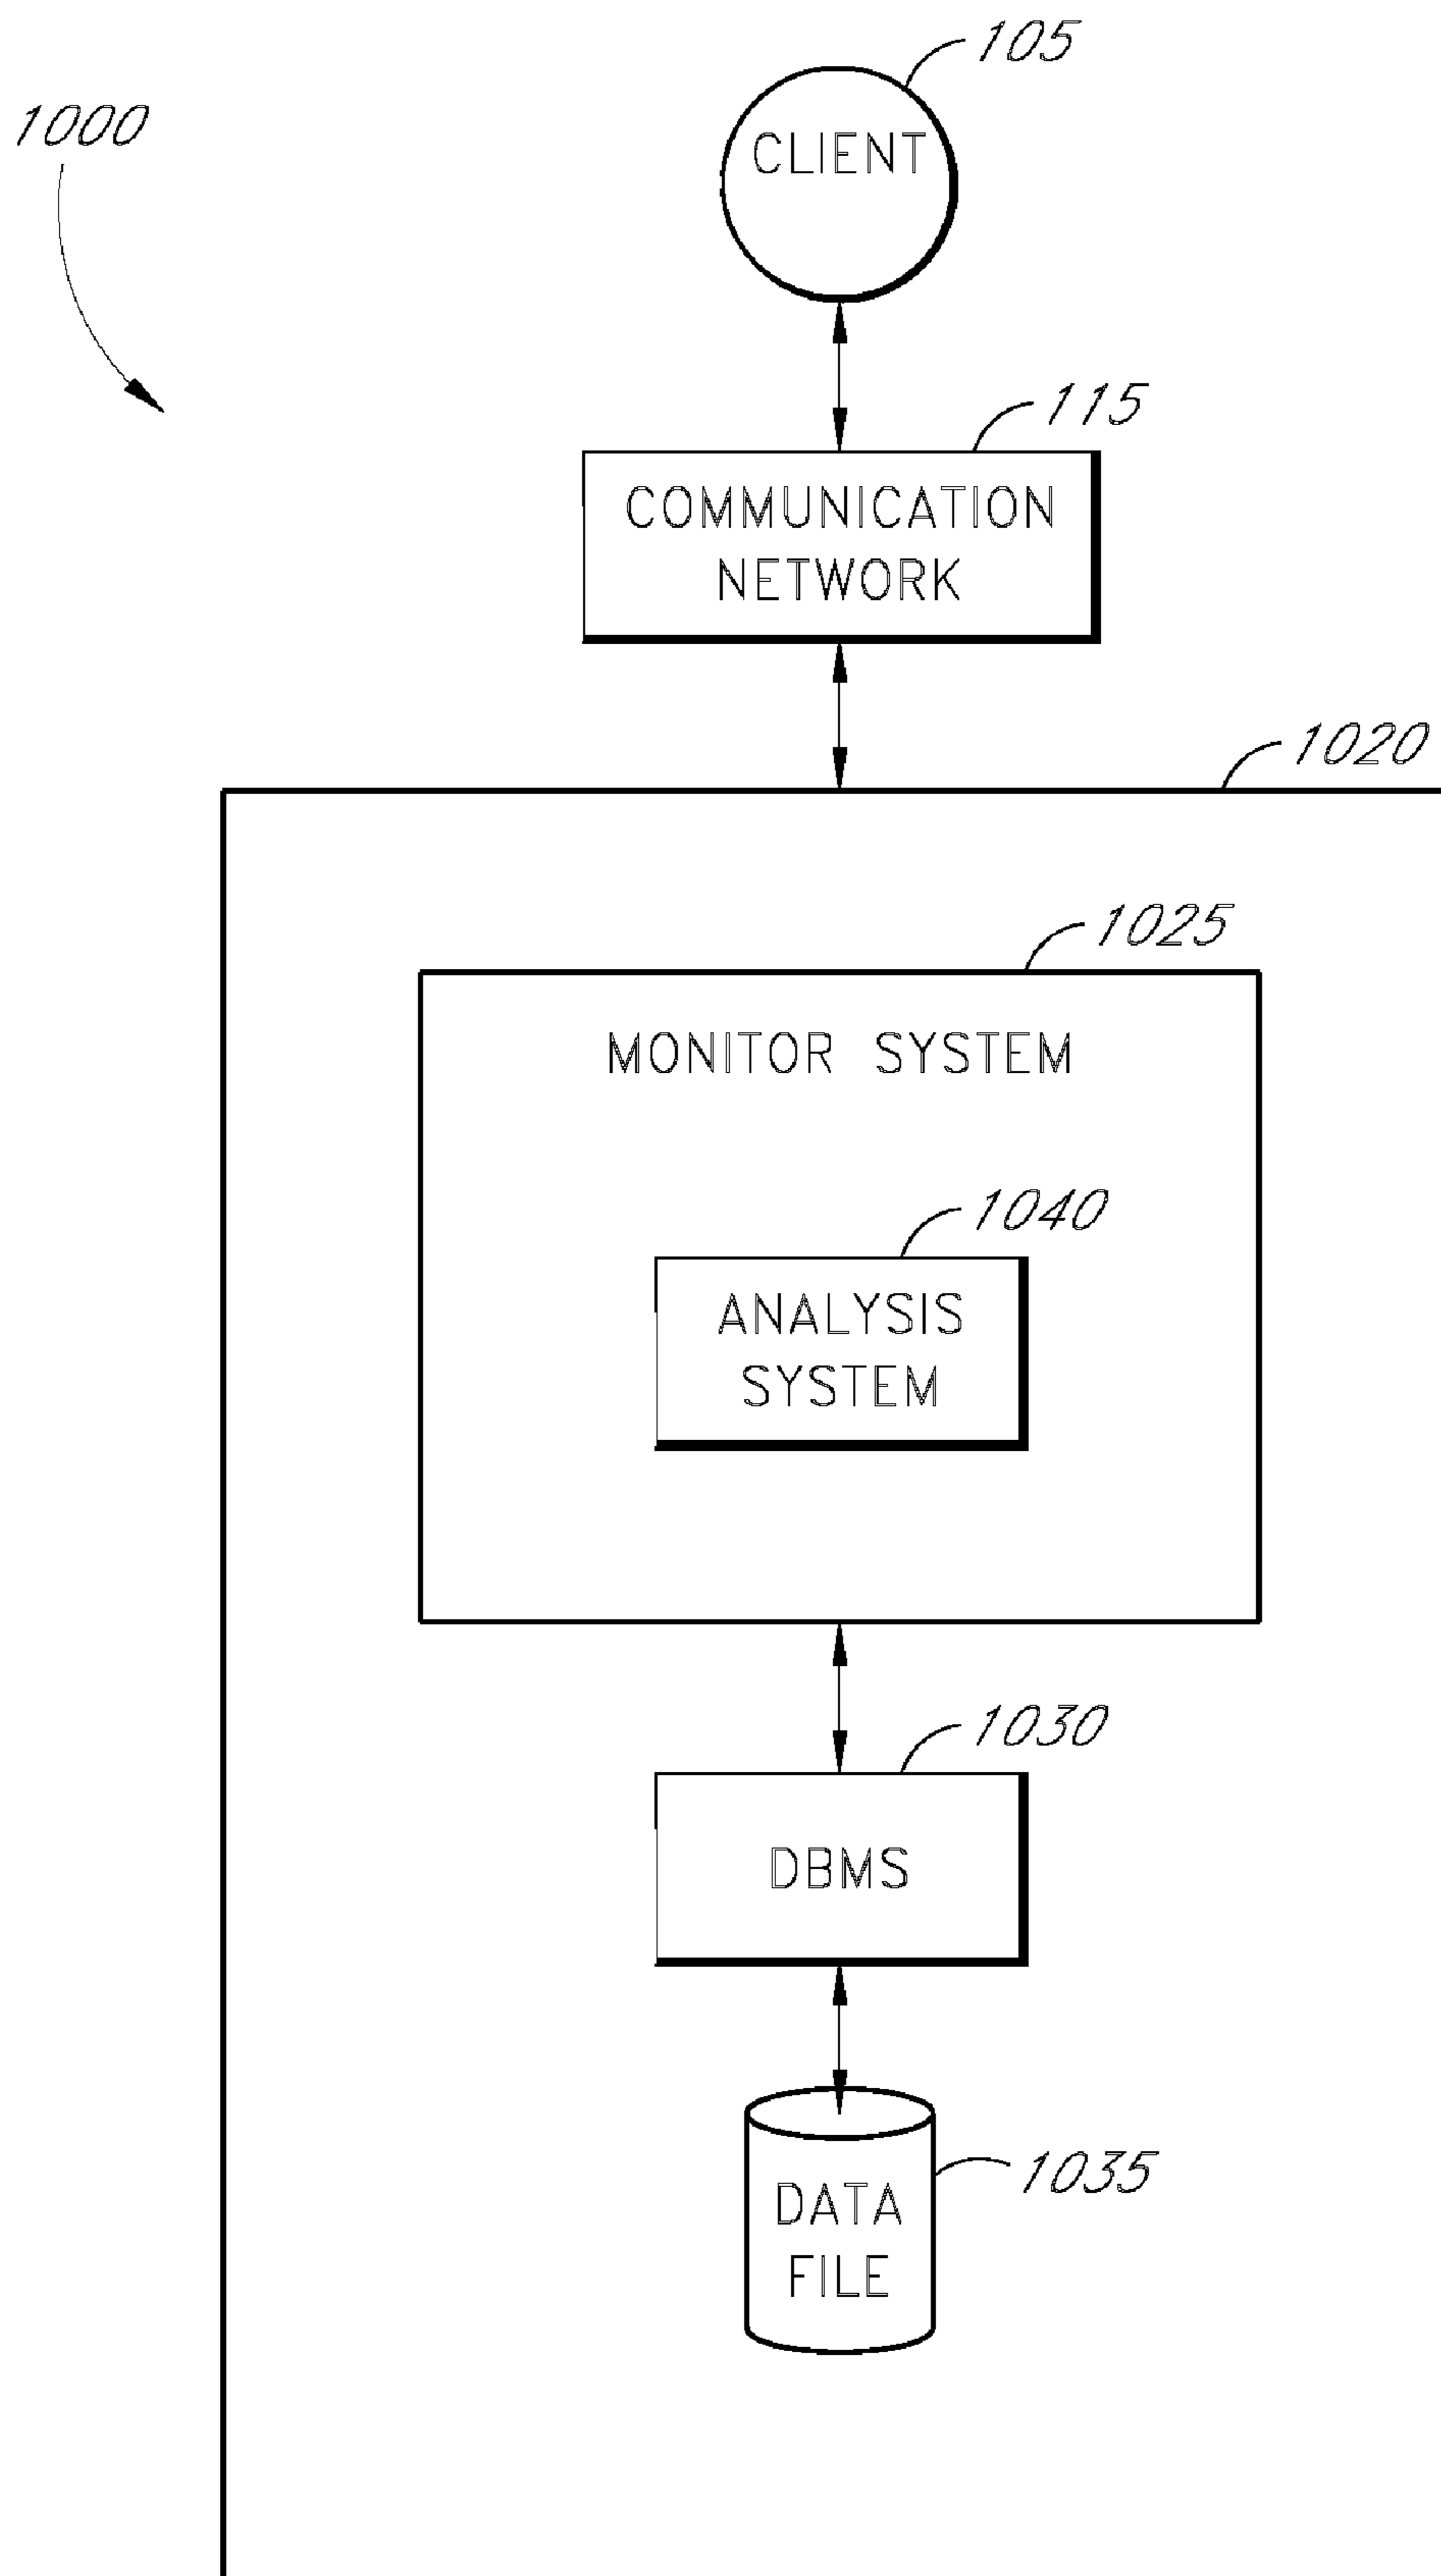 105
1000
CLIENT
115
COMMUNICATION
NETWORK
1020
1025
MONITOR SYSTEM
1040
ANALYSIS
SYSTEM
1030
DBMS
1035
DATA
FILE